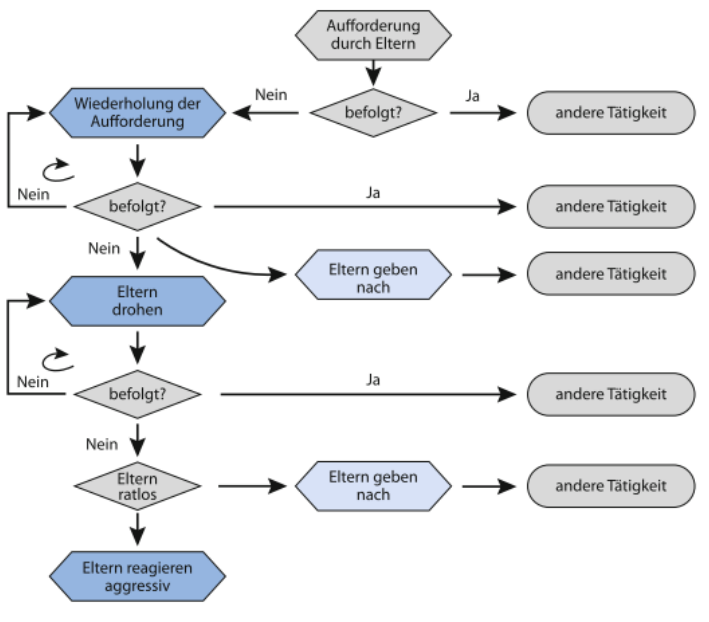 Aufforderung
durch Eltern
Nein
Ja
Wiederholung der
Aufforderung
befolgt?
andere Tätigkeit
Nein
befolgt?
Ja
andere Tätigkeit
Nein
Eltern geben
nach
andere Tätigkeit
Eltern
drohen
Nein
befolgt?
Ja
andere Tätigkeit
Nein
Eltern
ratlos
Eltern geben
nach
andere Tätigkeit
Eltern reagieren
aggressiv